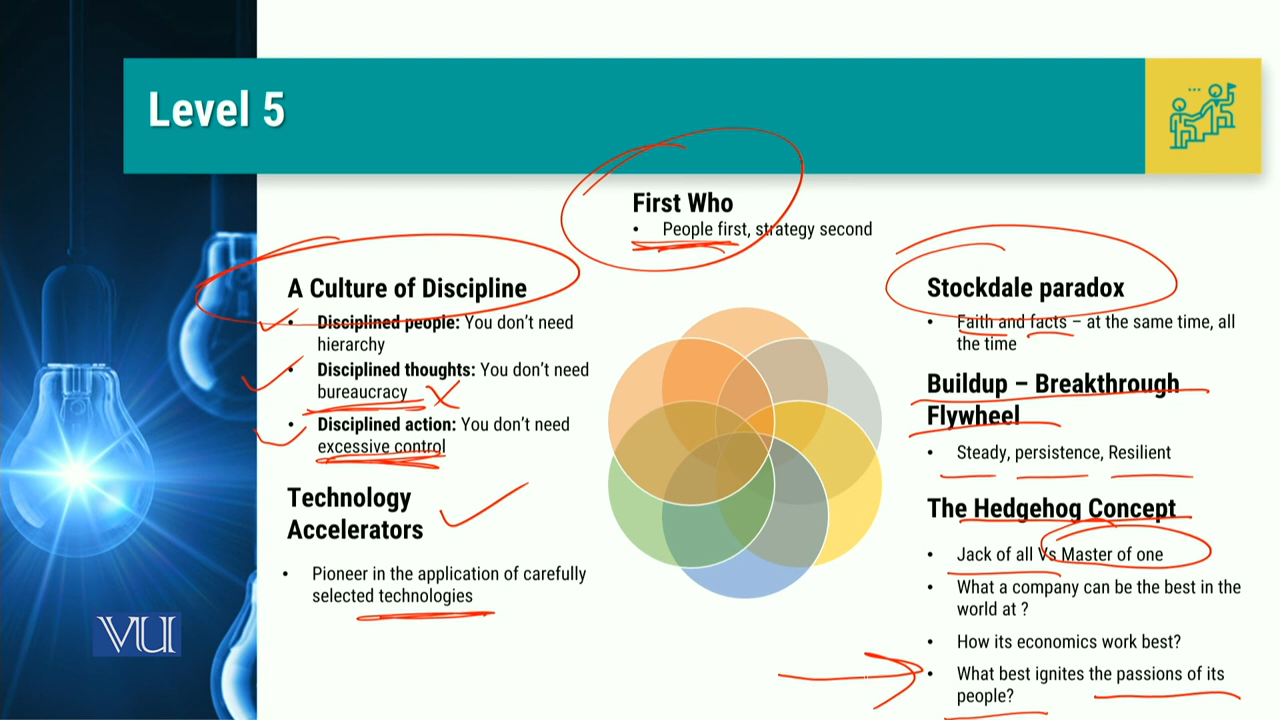 Level 5
First Who
• People first, strategy second
A Culture of Discipline
• Disciplined people: You don't need
hierarchy
• Disciplined thoughts: You don't need
bureaucracy
• Disciplined action: You don't need
excessive control
Technology
Accelerators
• Pioneer in the application of carefully
selected technologies
Stockdale paradox
• Faith and facts – at the same time, all
the time
Buildup – Breakthrough
Flywheel
• Steady, persistence, Resilient
The Hedgehog Concept
• Jack of all Vs Master of one
• What a company can be the best in the
world at ?
• How its economics work best?
• What best ignites the passions of its
people?
VU